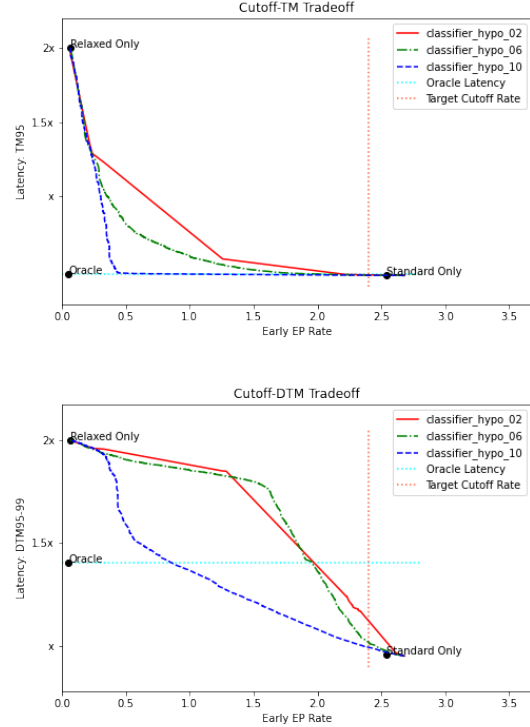 Cutoff-TM Tradeoff
Relaxed Only
classifier_hypo_02
classifier_hypo_06
classifier_hypo_10
Oracle Latency
Target Cutoff Rate
2x
1.5x
x
Latency: TM95
Oracle
Standard Only
0.0 0.5 1.0 1.5 2.0 2.5 3.0 3.5
Early EP Rate
Cutoff-DTM Tradeoff
Relaxed Only
classifier_hypo_02
classifier_hypo_06
classifier_hypo_10
Oracle Latency
Target Cutoff Rate
2x
1.5x
x
Latency: DTM95-99
Oracle
Standard Only
0.0 0.5 1.0 1.5 2.0 2.5 3.0 3.5
Early EP Rate